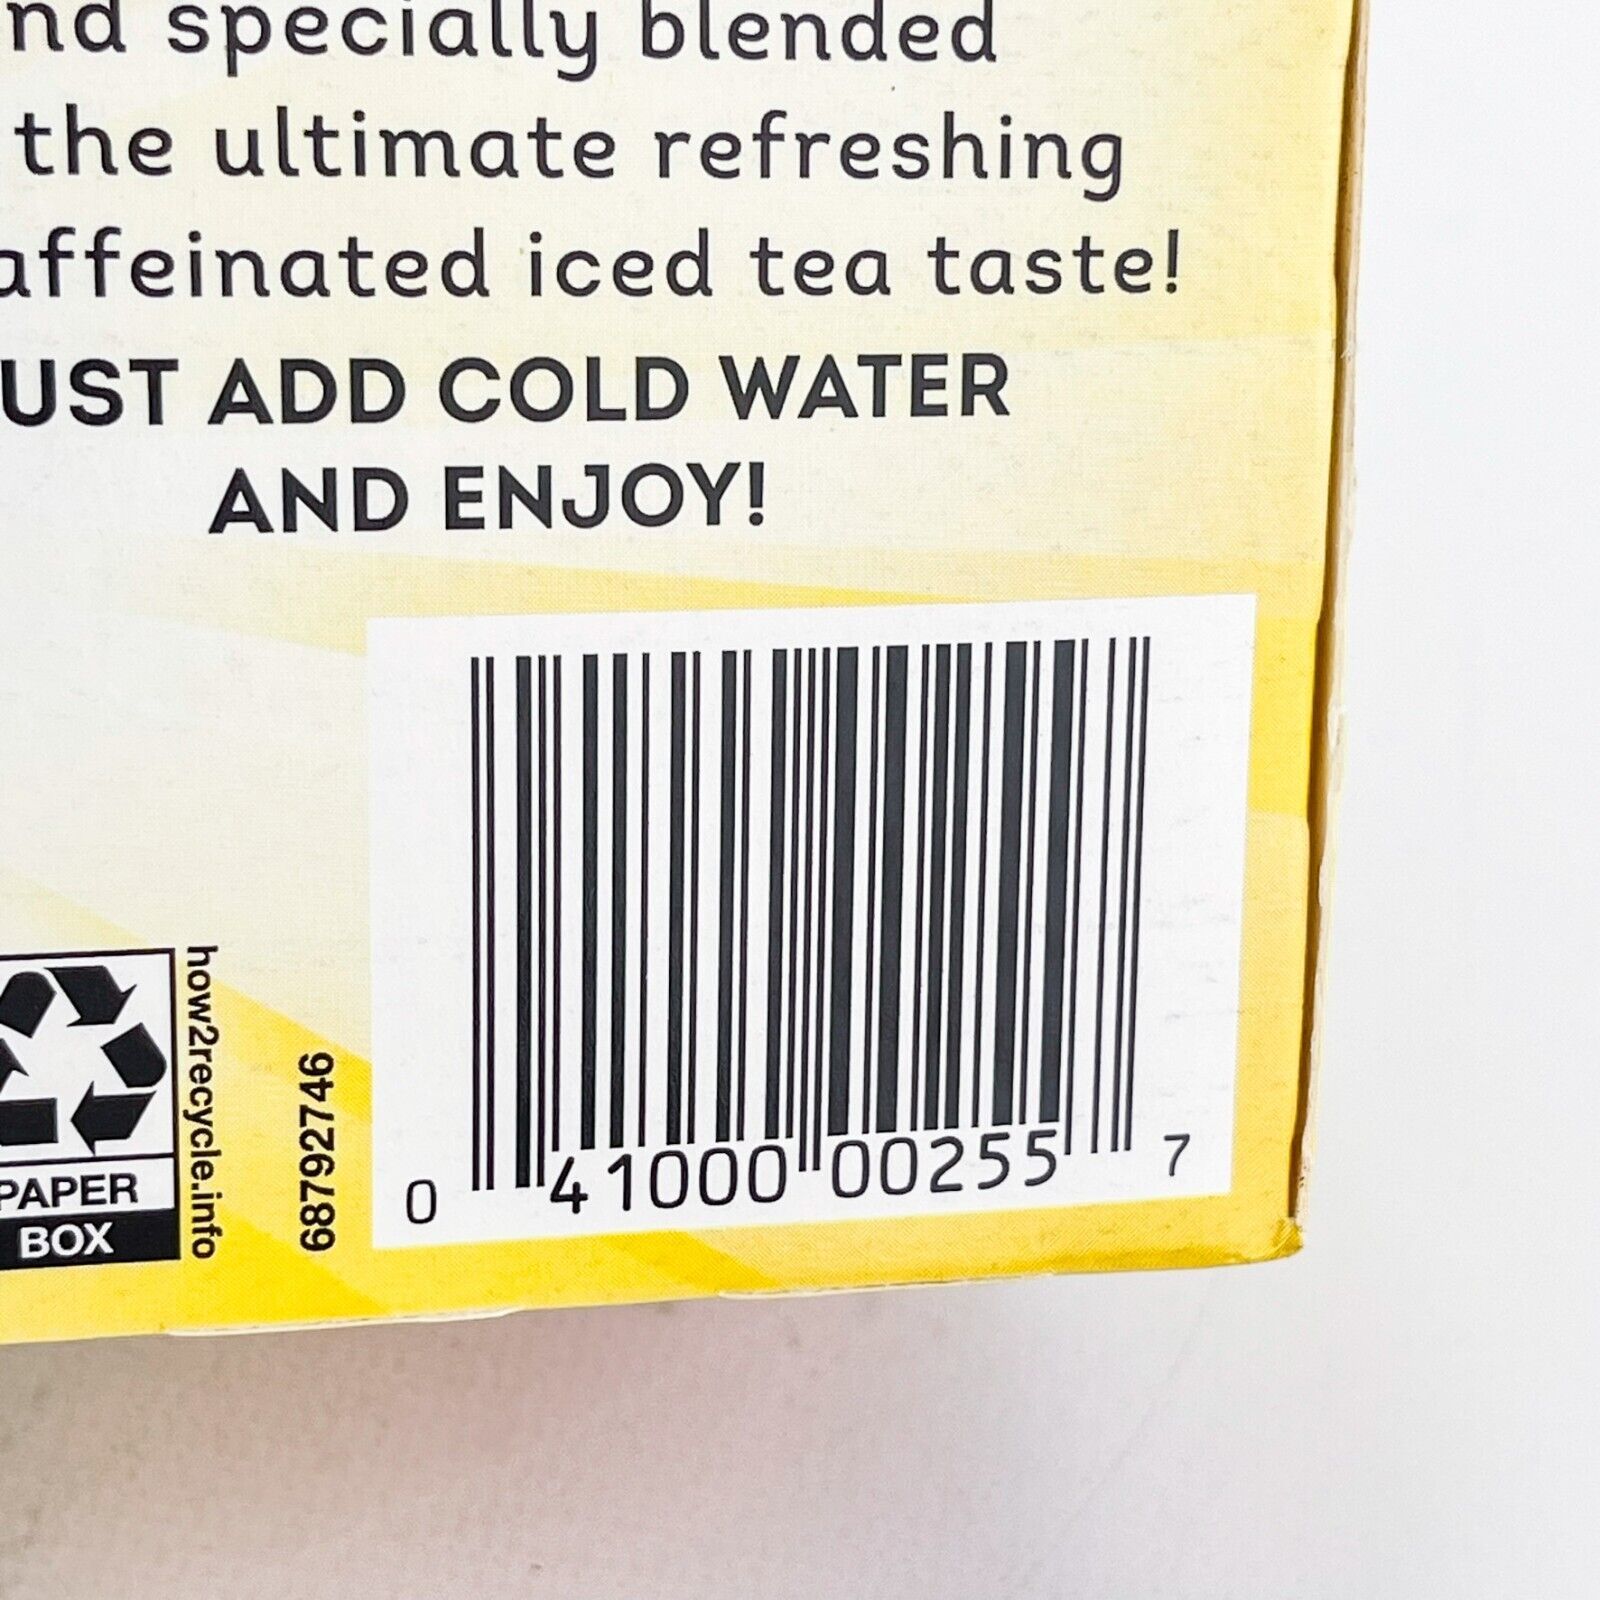 nd specially blended
the ultimate refreshing
affeinated iced tea taste!
UST ADD COLD WATER
AND ENJOY!
how2recycle.info
PAPER
BOX
68792746
0 41000 00255 7